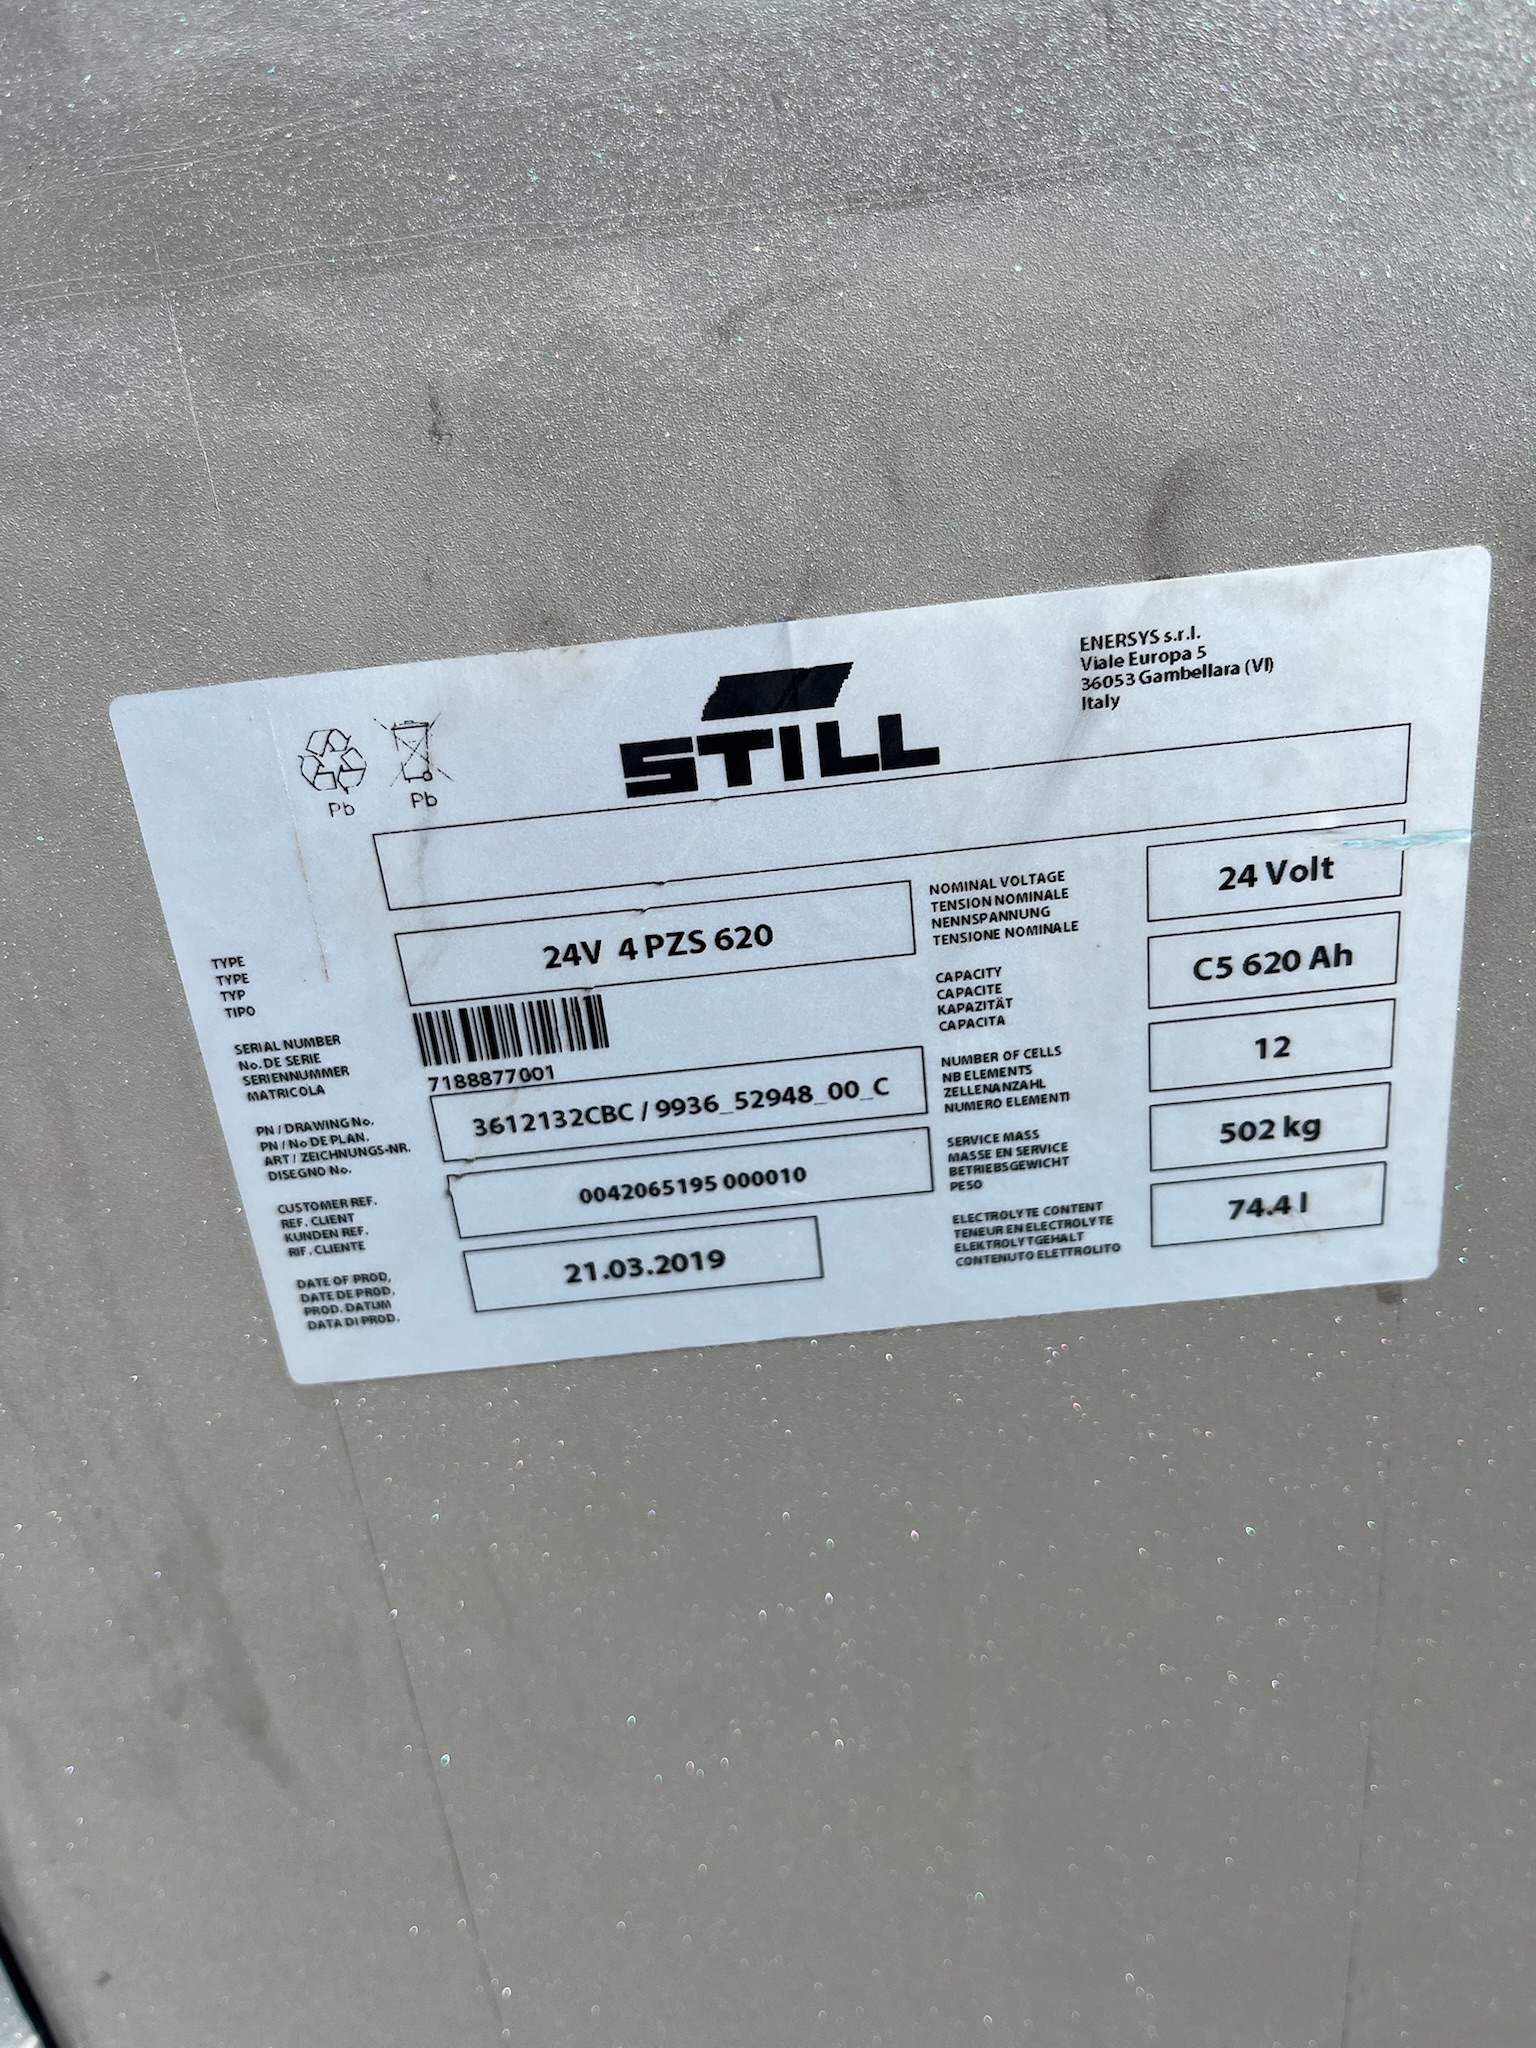 ENERSYS s.r.l.
Viale Europa 5
36053 Gambellara (VI)
Italy
STILL
Pb Pb
TYPE
TYPE
TYP
TIPO
24V 4 PZS 620
SERIAL NUMBER
No. DE SERIE
SERIENNUMMER
MATRICOLA
7188877001
PN / DRAWING No.
PN / No DE PLAN.
ART / ZEICHNUNGS-NR.
DISEGNO No.
3612132CBC / 9936_52948_00_C
CUSTOMER REF.
REF. CLIENT
KUNDEN REF.
RIF. CLIENTE
0042065195 000010
DATE OF PROD,
DATE DE PROD,
PROD. DATUM
DATA DI PROD.
21.03.2019
NOMINAL VOLTAGE
TENSION NOMINALE
NENNSPANNUNG
TENSIONE NOMINALE
24 Volt
CAPACITY
CAPACITE
KAPAZITÄT
CAPACITA
C5 620 Ah
NUMBER OF CELLS
NB ELEMENTS
ZELLENANZAHL
NUMERO ELEMENTI
12
SERVICE MASS
MASSE EN SERVICE
BETRIEBSGEWICHT
PESO
502 kg
ELECTROLYTE CONTENT
TENEUR EN ELECTROLYTE
ELEKTROLYTGEHALT
CONTENUTO ELETTROLITO
74.4 l